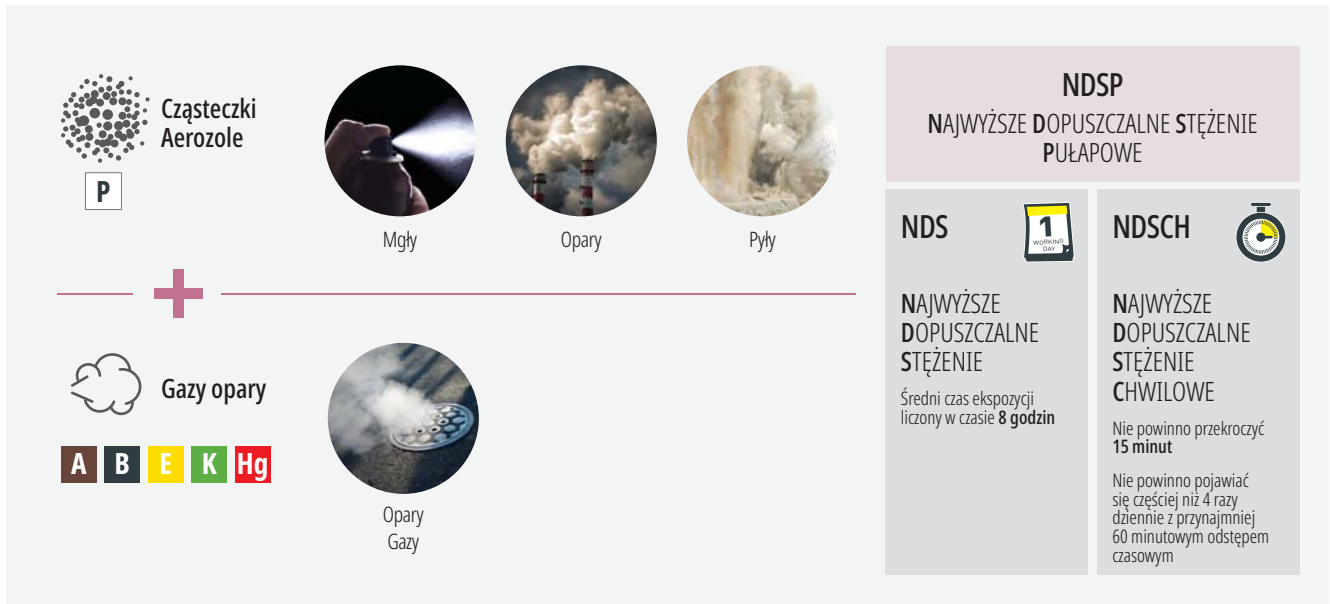 Cząsteczki
Aerozole
P
Mgły
Opary
Pyły
Gazy opary
A B E K Hg
Opary
Gazy
NDSP
NAJWYŻSZE DOPUSZCZALNE STĘŻENIE
PUŁAPOWE
NDS
1
WORKING
DAY
NAJWYŻSZE
DOPUSZCZALNE
STĘŻENIE
Średni czas ekspozycji
liczony w czasie 8 godzin
NDSCH
NAJWYŻSZE
DOPUSZCZALNE
STĘŻENIE
CHWILOWE
Nie powinno przekroczyć
15 minut
Nie powinno pojawiać
się częściej niż 4 razy
dziennie z przynajmniej
60 minutowym odstępem
czasowym